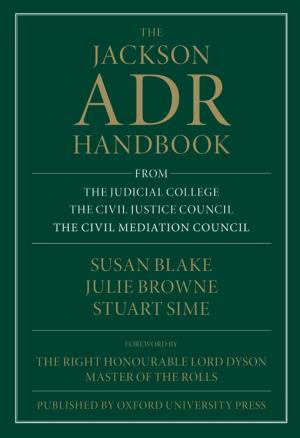 THE
JACKSON
ADR
HANDBOOK
FROM
THE JUDICIAL COLLEGE
THE CIVIL JUSTICE COUNCIL
THE CIVIL MEDIATION COUNCIL
SUSAN BLAKE
JULIE BROWNE
STUART SIME
FOREWORD BY
THE RIGHT HONOURABLE LORD DYSON
MASTER OF THE ROLLS
PUBLISHED BY OXFORD UNIVERSITY PRESS